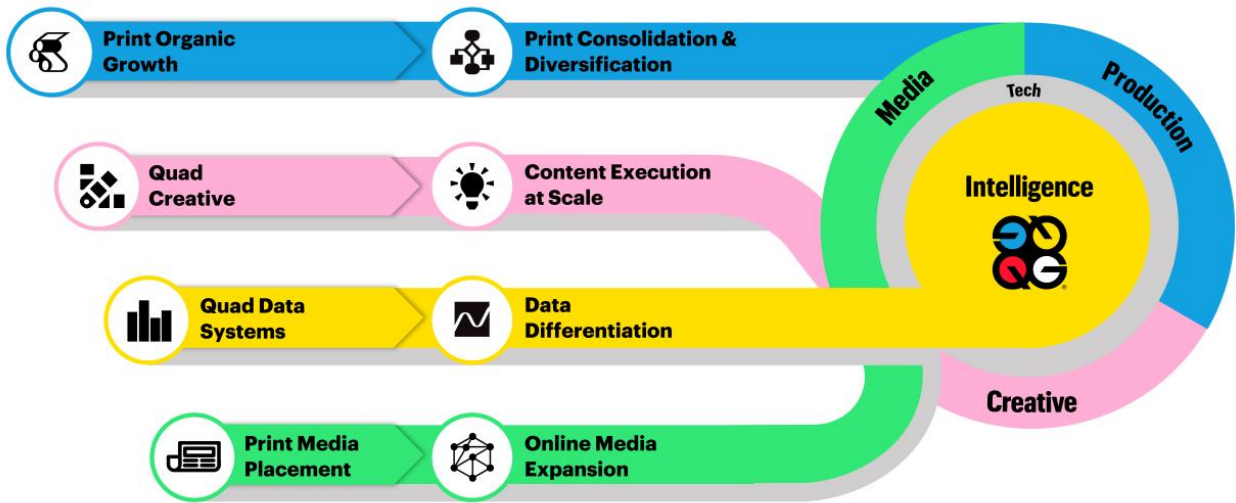 Print Organic
Growth
Print Consolidation &
Diversification
Quad
Creative
Content Execution
at Scale
Quad Data
Systems
Data
Differentiation
Print Media
Placement
Online Media
Expansion
Media
Production
Tech
Intelligence
Creative